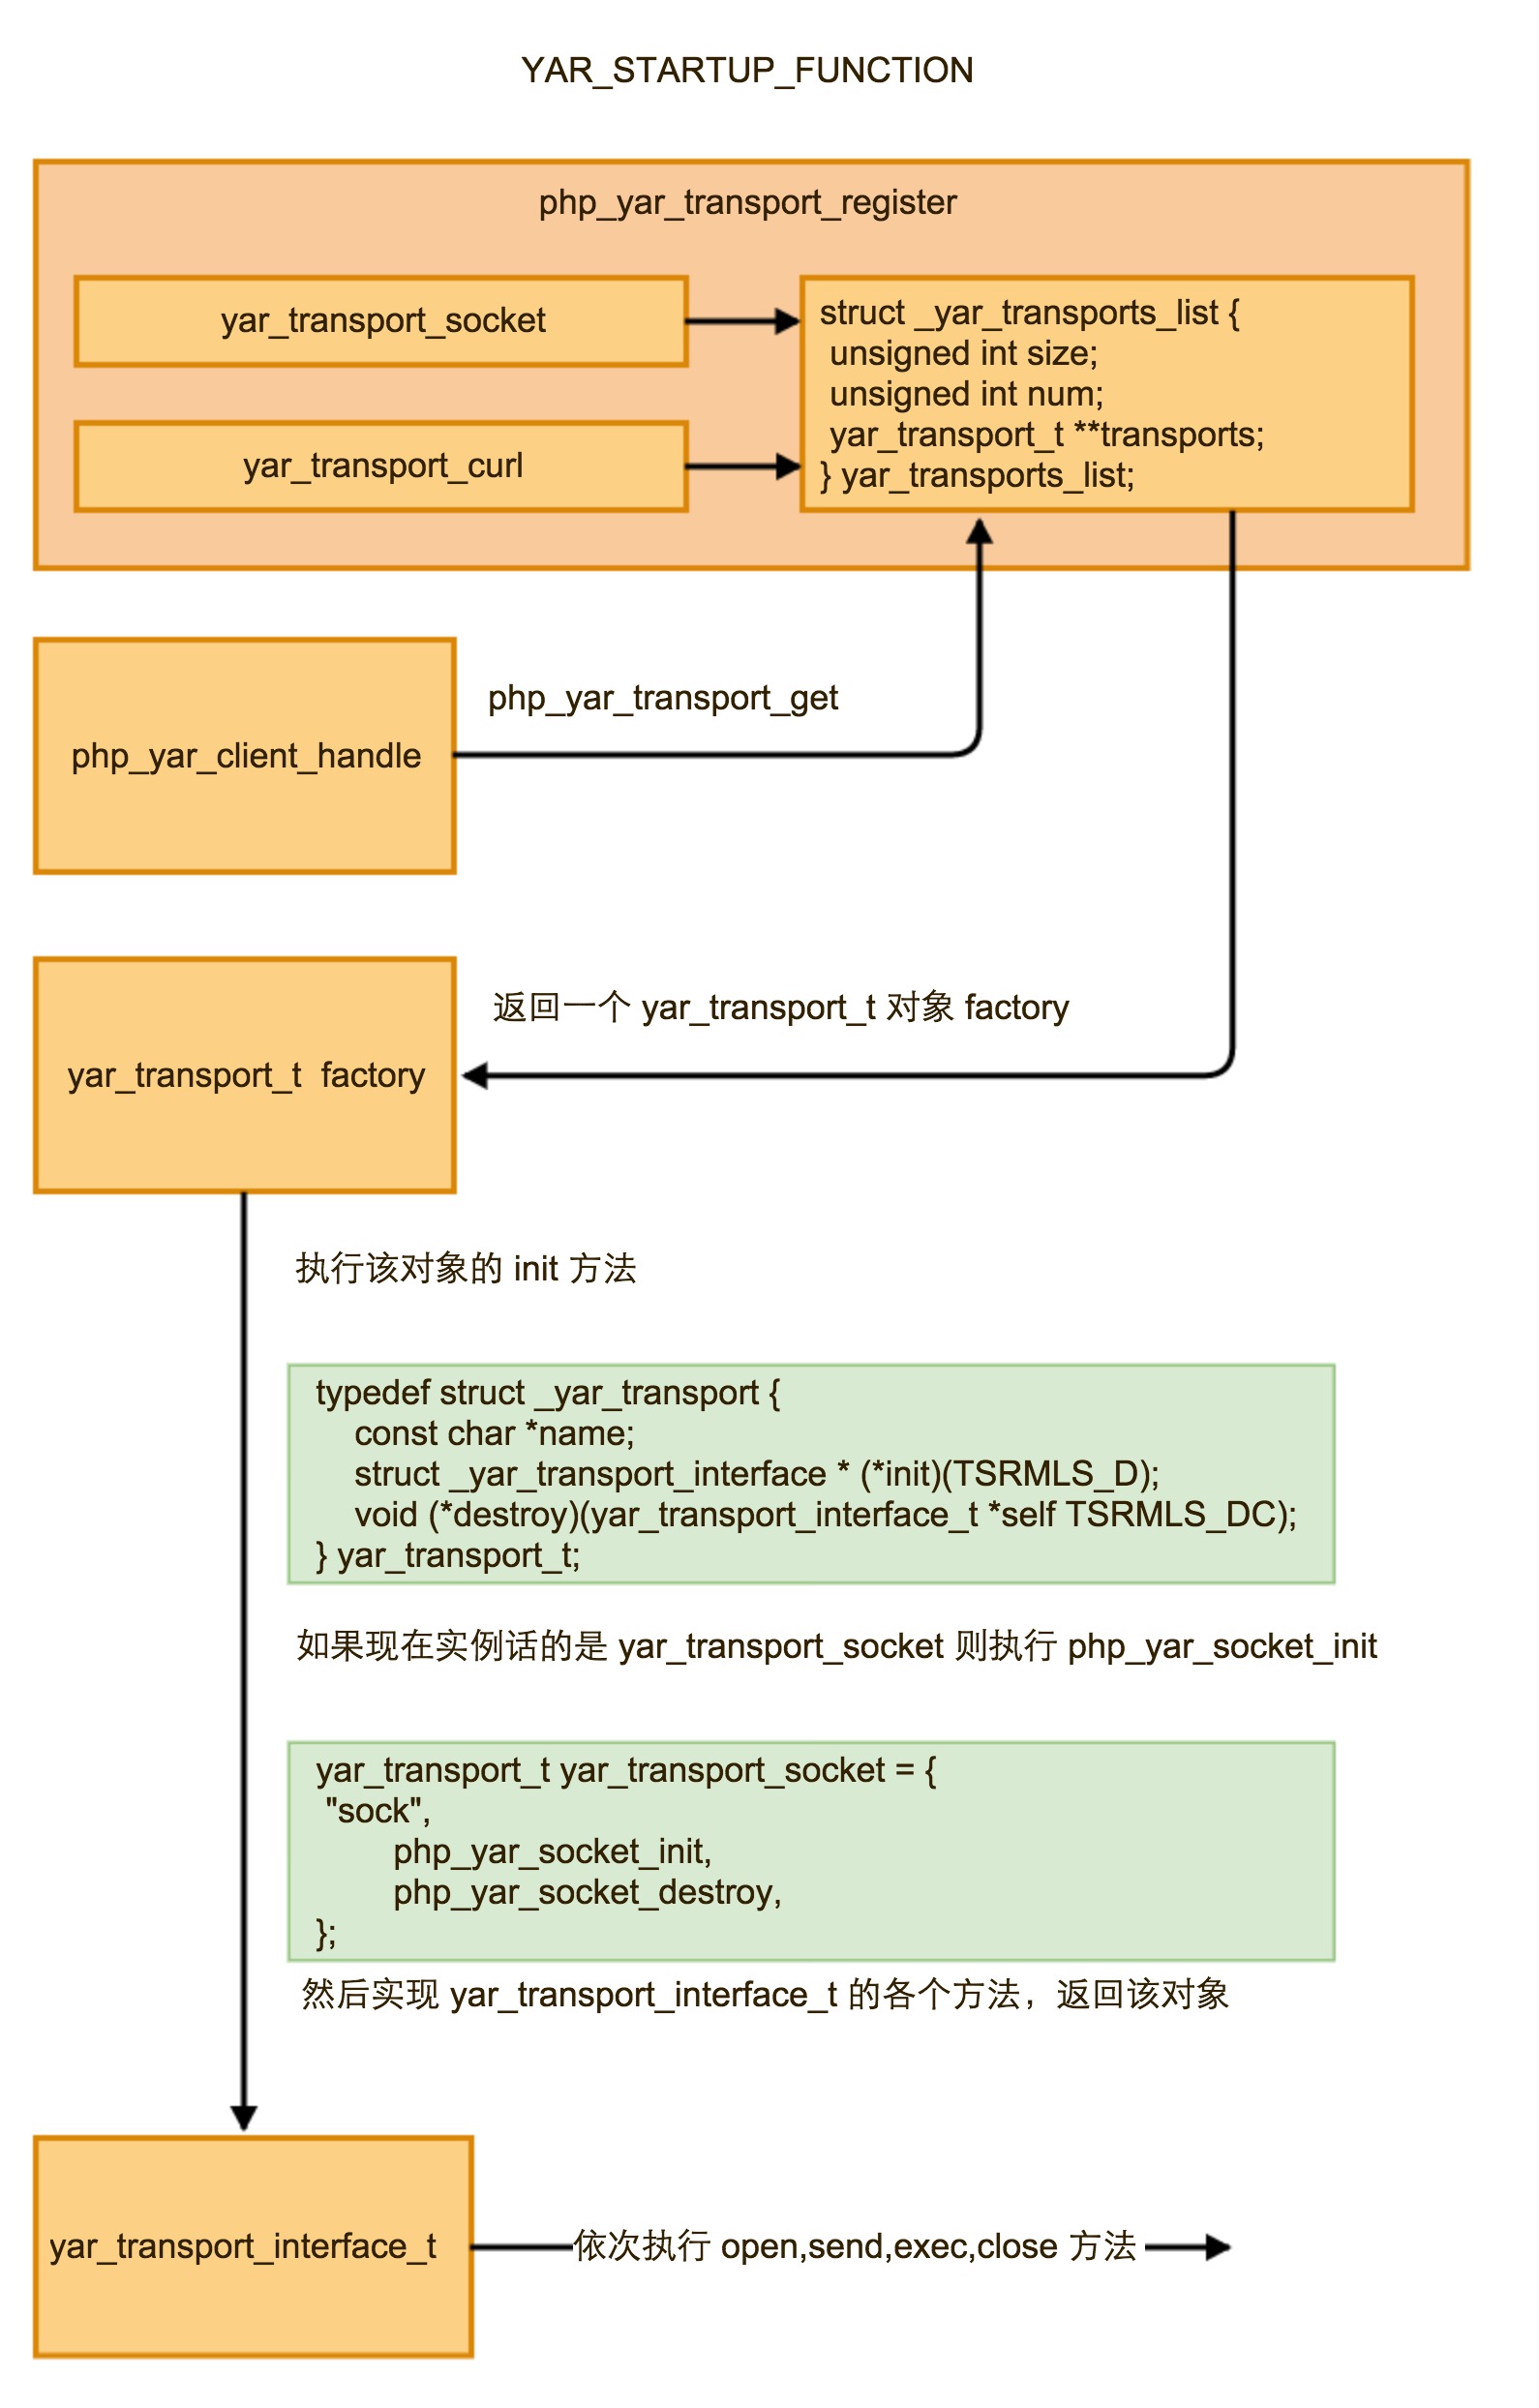 YAR_STARTUP_FUNCTION
php_yar_transport_register
yar_transport_socket
yar_transport_curl
struct _yar_transports_list {
unsigned int size;
unsigned int num;
yar_transport_t **transports;
} yar_transports_list;
php_yar_client_handle
php_yar_transport_get
yar_transport_t factory
返回一个 yar_transport_t 对象 factory
执行该对象的 init 方法
typedef struct _yar_transport {
const char *name;
struct _yar_transport_interface * (*init)(TSRMLS_D);
void (*destroy)(yar_transport_interface_t *self TSRMLS_DC);
} yar_transport_t;
如果现在实例话的是 yar_transport_socket 则执行 php_yar_socket_init
yar_transport_t yar_transport_socket = {
"sock",
php_yar_socket_init,
php_yar_socket_destroy,
};
然后实现 yar_transport_interface_t 的各个方法，返回该对象
yar_transport_interface_t
依次执行 open,send,exec,close 方法